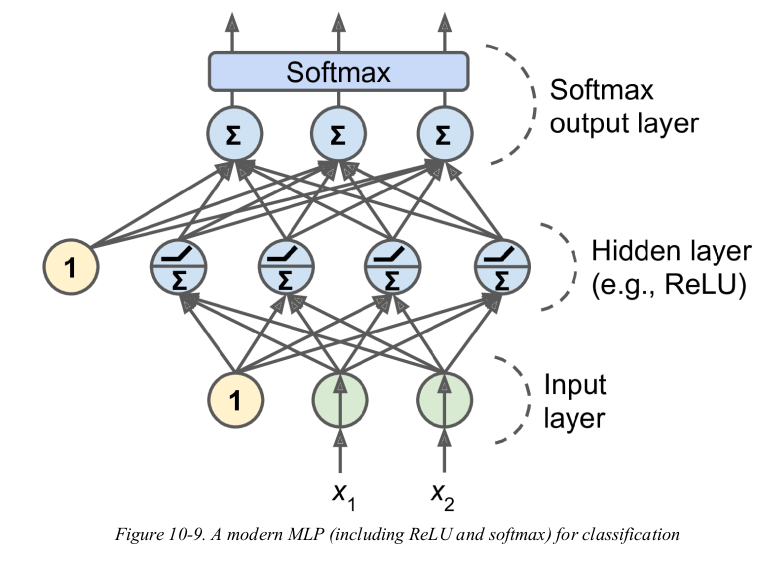 Softmax
Softmax
output layer
Σ Σ Σ
Hidden layer
(e.g., ReLU)
1 Σ Σ Σ Σ
Input
layer
1
x1 x2
Figure 10-9. A modern MLP (including ReLU and softmax) for classification